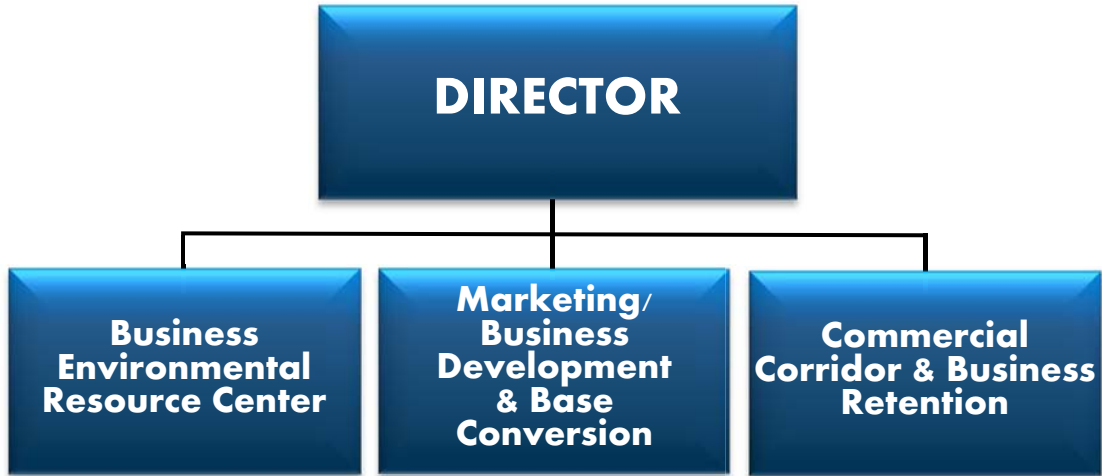 DIRECTOR
Business
Environmental
Resource Center
Marketing/
Business
Development
& Base
Conversion
Commercial
Corridor & Business
Retention